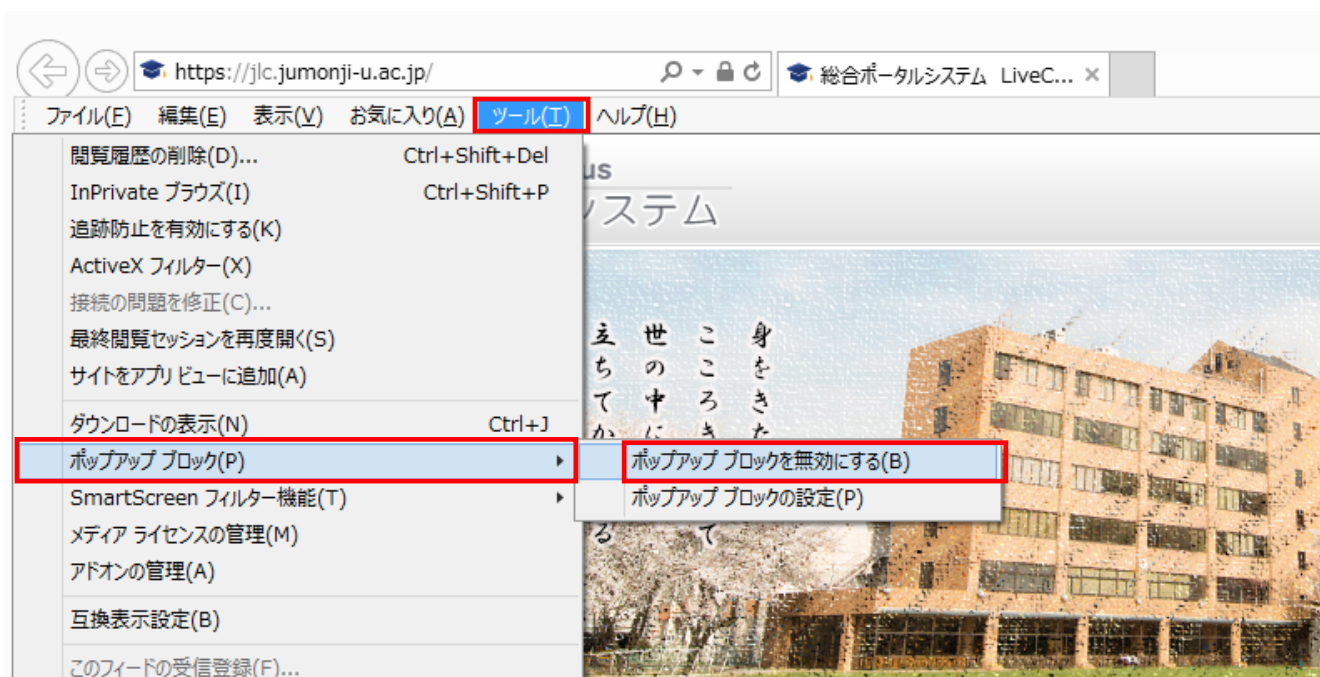 https://jlc.jumonji-u.ac.jp/
総合ポータルシステム LiveC...
ファイル(F) 編集(E) 表示(V) お気に入り(A) ツール(T) ヘルプ(H)
閲覧履歴の削除(D)... Ctrl+Shift+Del
InPrivate ブラウズ(I) Ctrl+Shift+P
追跡防止を有効にする(K)
ActiveX フィルター(X)
接続の問題を修正(C)...
最終閲覧セッションを再度開く(S)
サイトをアプリ ビューに追加(A)
ダウンロードの表示(N) Ctrl+J
ポップアップ ブロック(P)
SmartScreen フィルター機能(T)
メディア ライセンスの管理(M)
アドオンの管理(A)
互換表示設定(B)
このフィードの受信登録(F)...
ポップアップ ブロックを無効にする(B)
ポップアップ ブロックの設定(P)
us
ステム
身をきた
こころき
て
世の中に
立ちてか
る